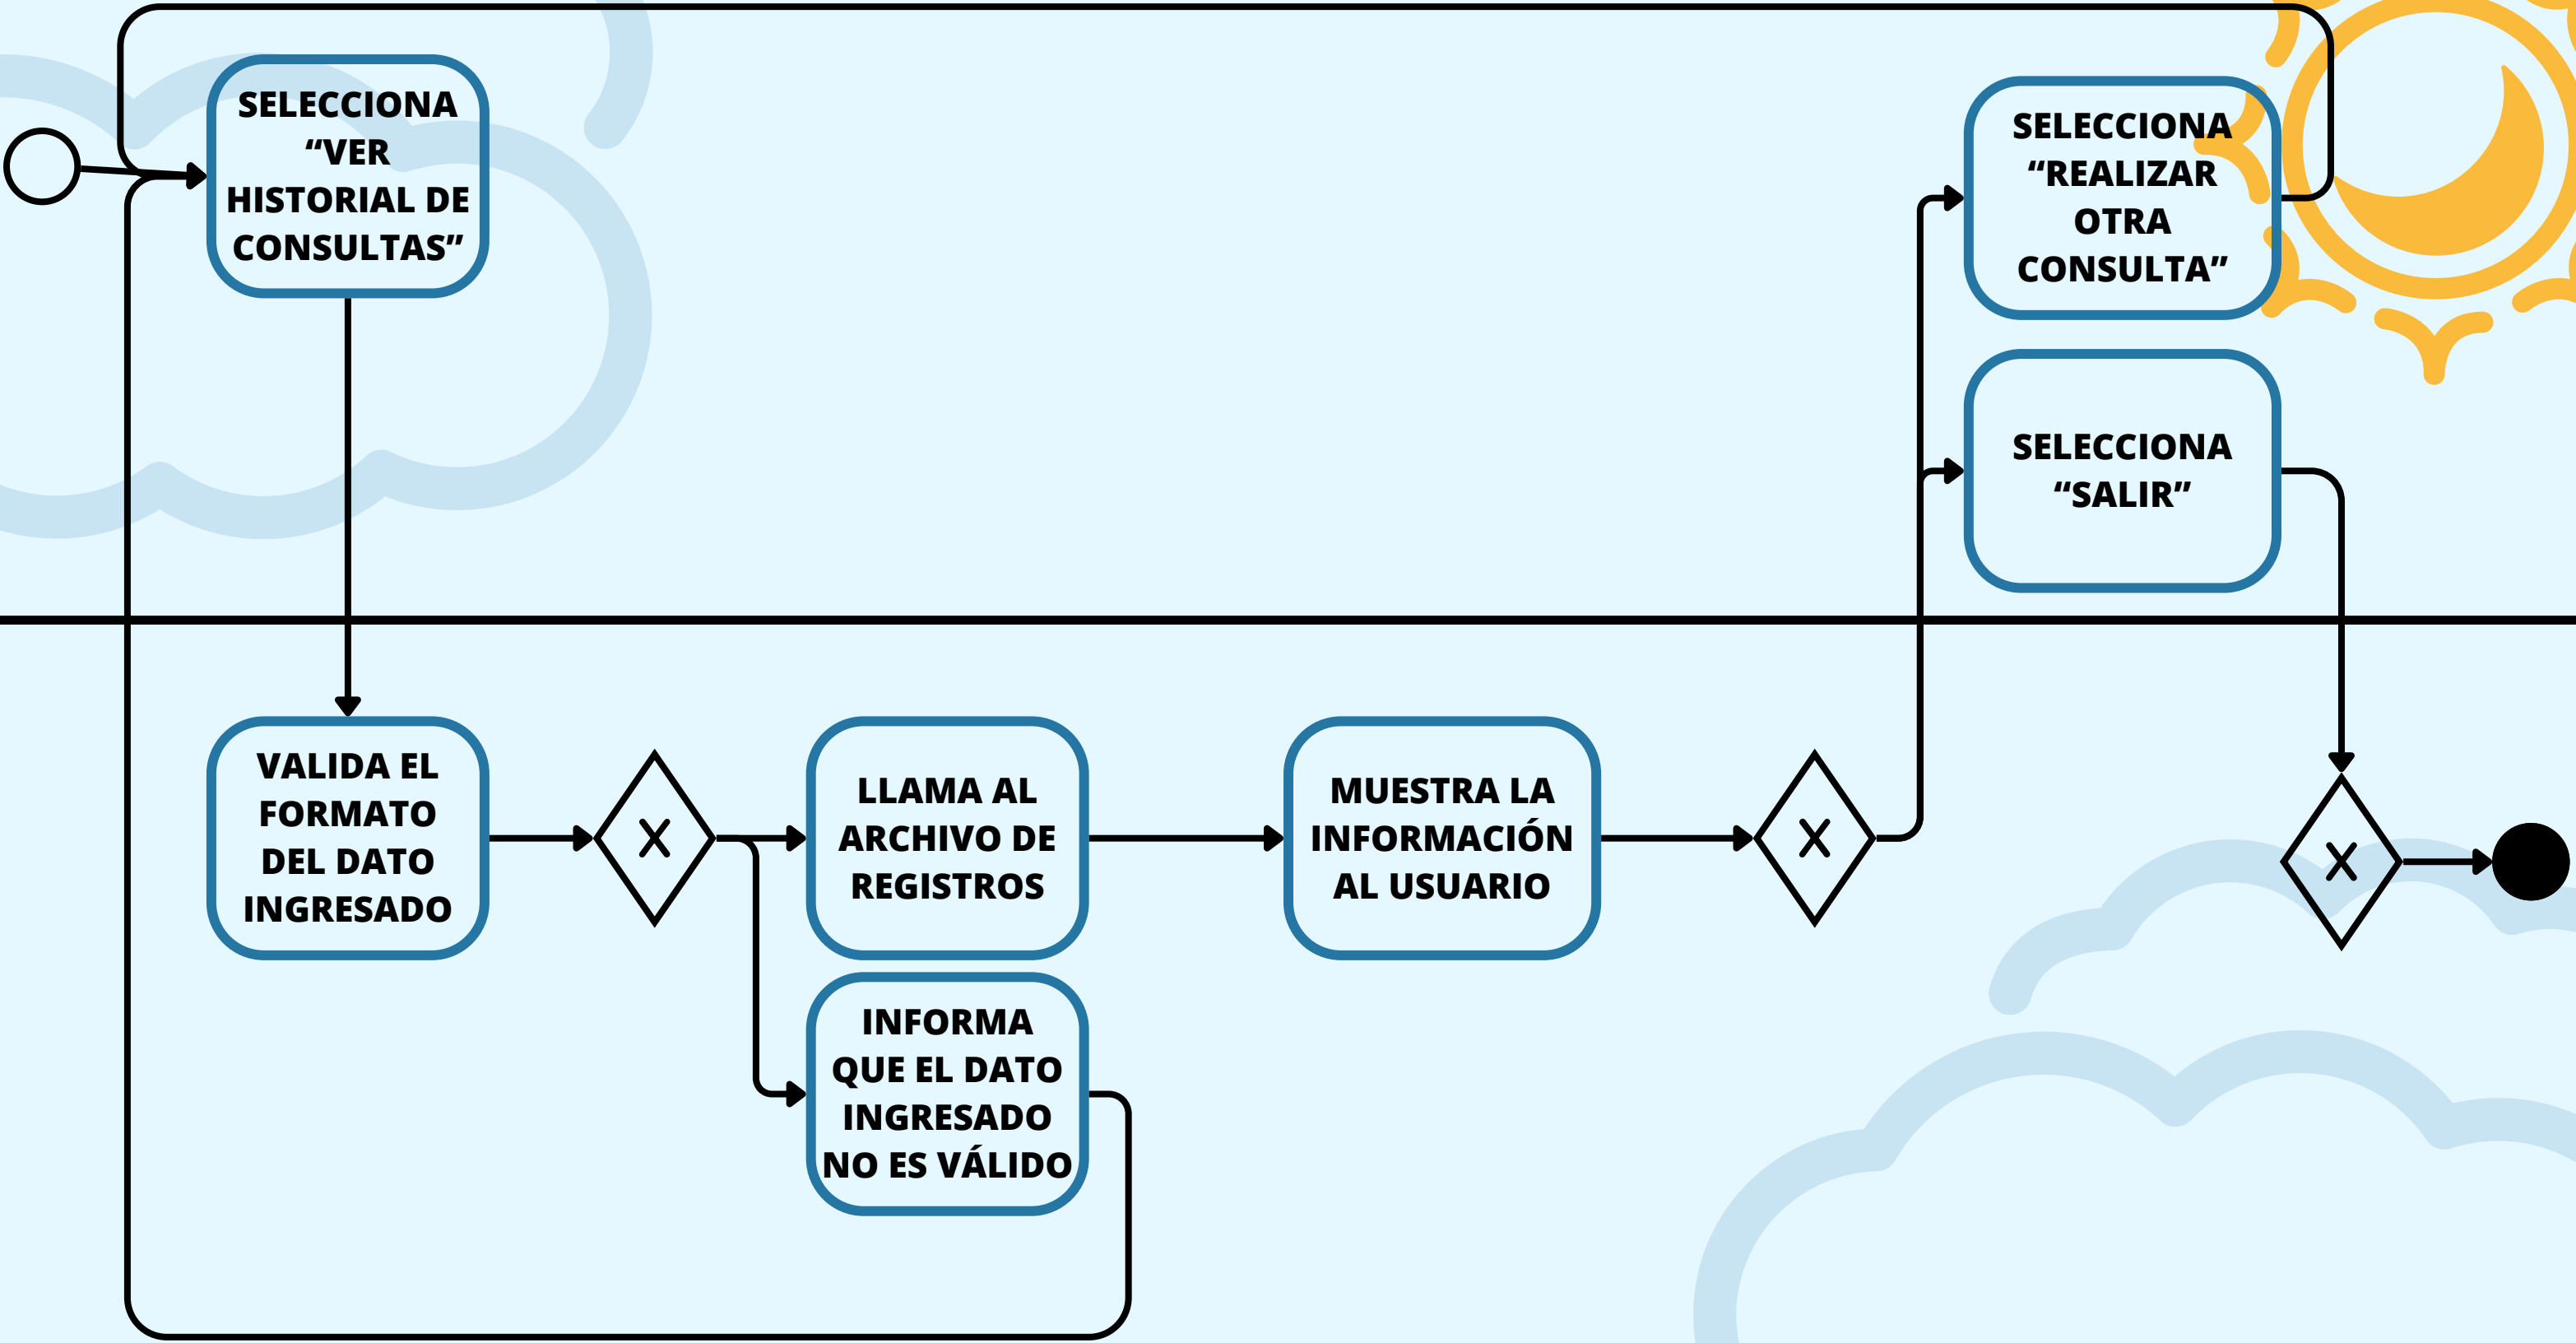 SELECCIONA
“VER
HISTORIAL DE
CONSULTAS”
SELECCIONA
“REALIZAR
OTRA
CONSULTA”
SELECCIONA
“SALIR”
VALIDA EL
FORMATO
DEL DATO
INGRESADO
X
LLAMA AL
ARCHIVO DE
REGISTROS
MUESTRA LA
INFORMACIÓN
AL USUARIO
X
X
INFORMA
QUE EL DATO
INGRESADO
NO ES VÁLIDO